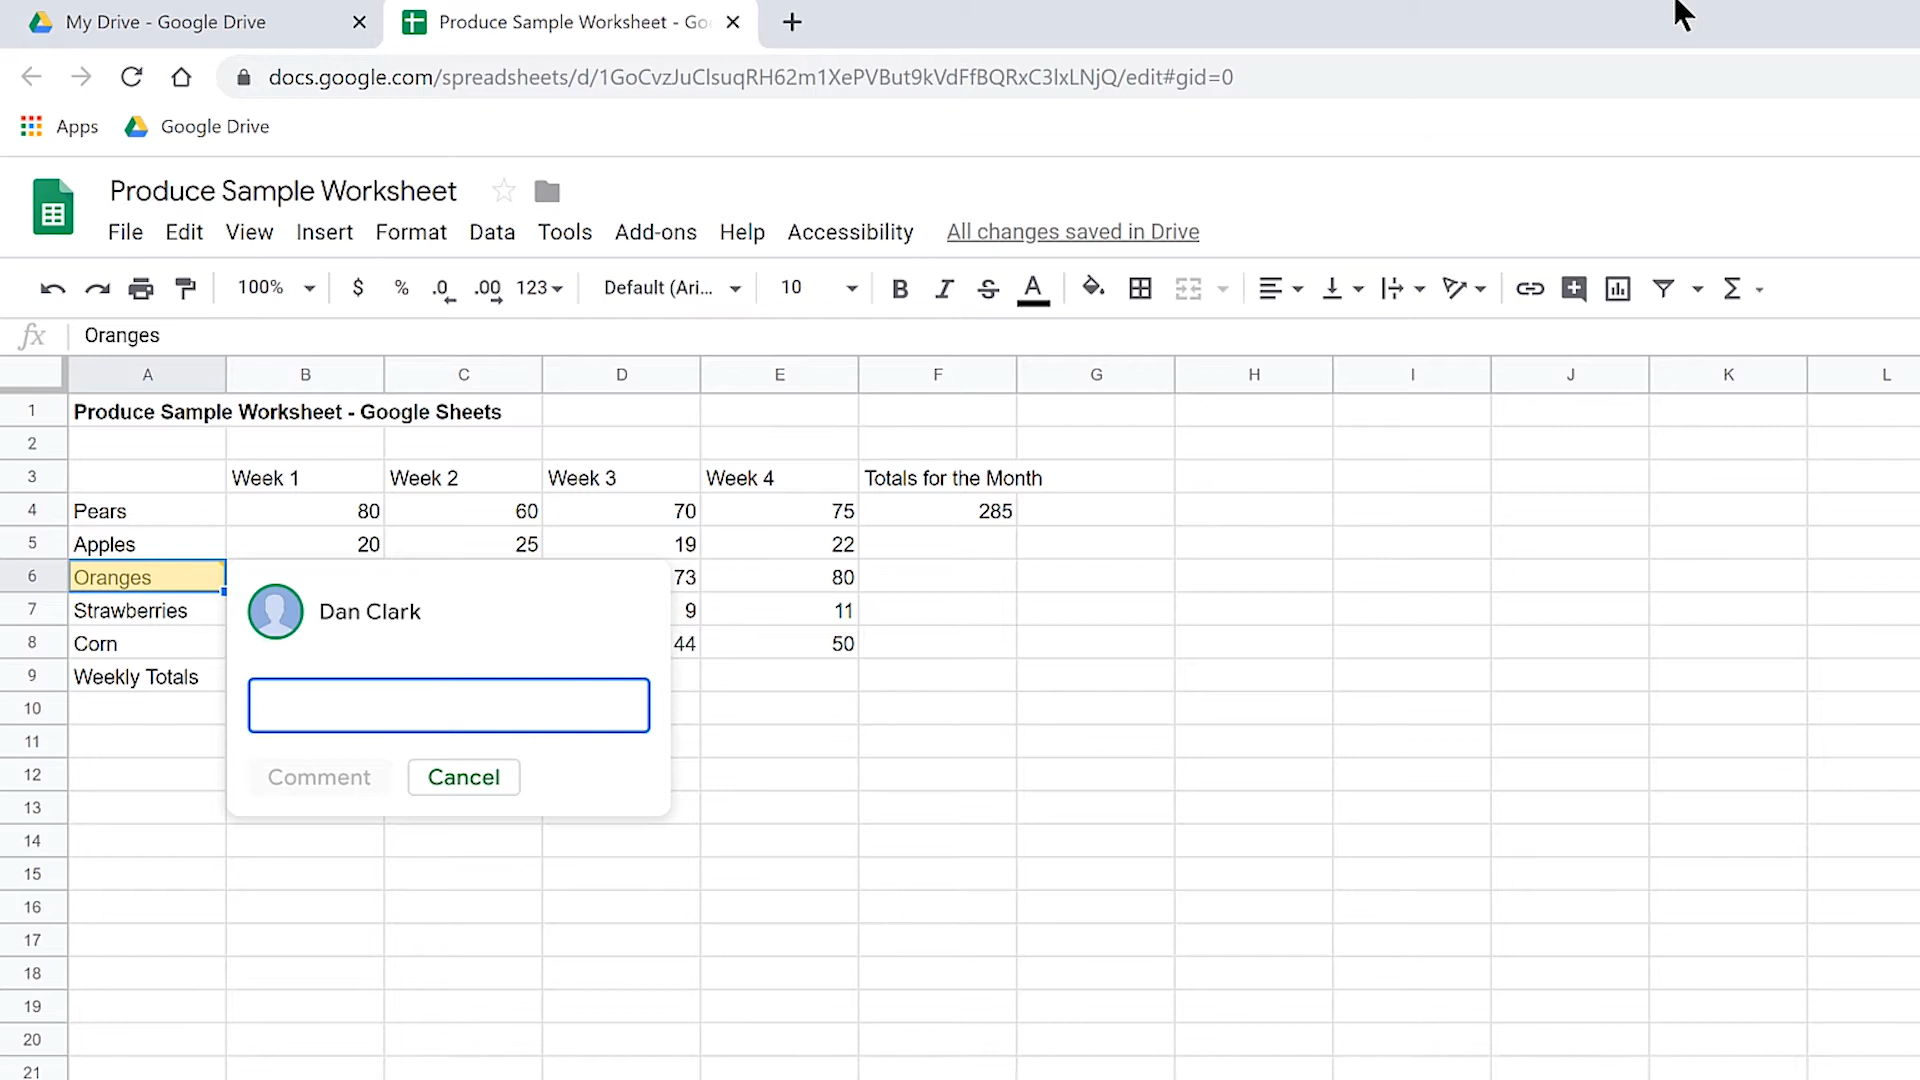 My Drive - Google Drive
Produce Sample Worksheet - Go
docs.google.com/spreadsheets/d/1GoCvzJuClsuqRH62m1XePVBut9kVdFfBQRxC3lxLNjQ/edit#gid=0
Apps Google Drive
Produce Sample Worksheet
File Edit View Insert Format Data Tools Add-ons Help Accessibility All changes saved in Drive
100% $ % .0 .00 123 Default (Ari... 10 B I S A Σ
fx Oranges
A B C D E F G H I J K L
1 Produce Sample Worksheet - Google Sheets
2
3 Week 1 Week 2 Week 3 Week 4 Totals for the Month
4 Pears 80 60 70 75 285
5 Apples 20 25 19 22
6 Oranges 73 80
Dan Clark
7 Strawberries 9 11
8 Corn 44 50
9 Weekly Totals
10
11
12
Comment Cancel
13
14
15
16
17
18
19
20
21